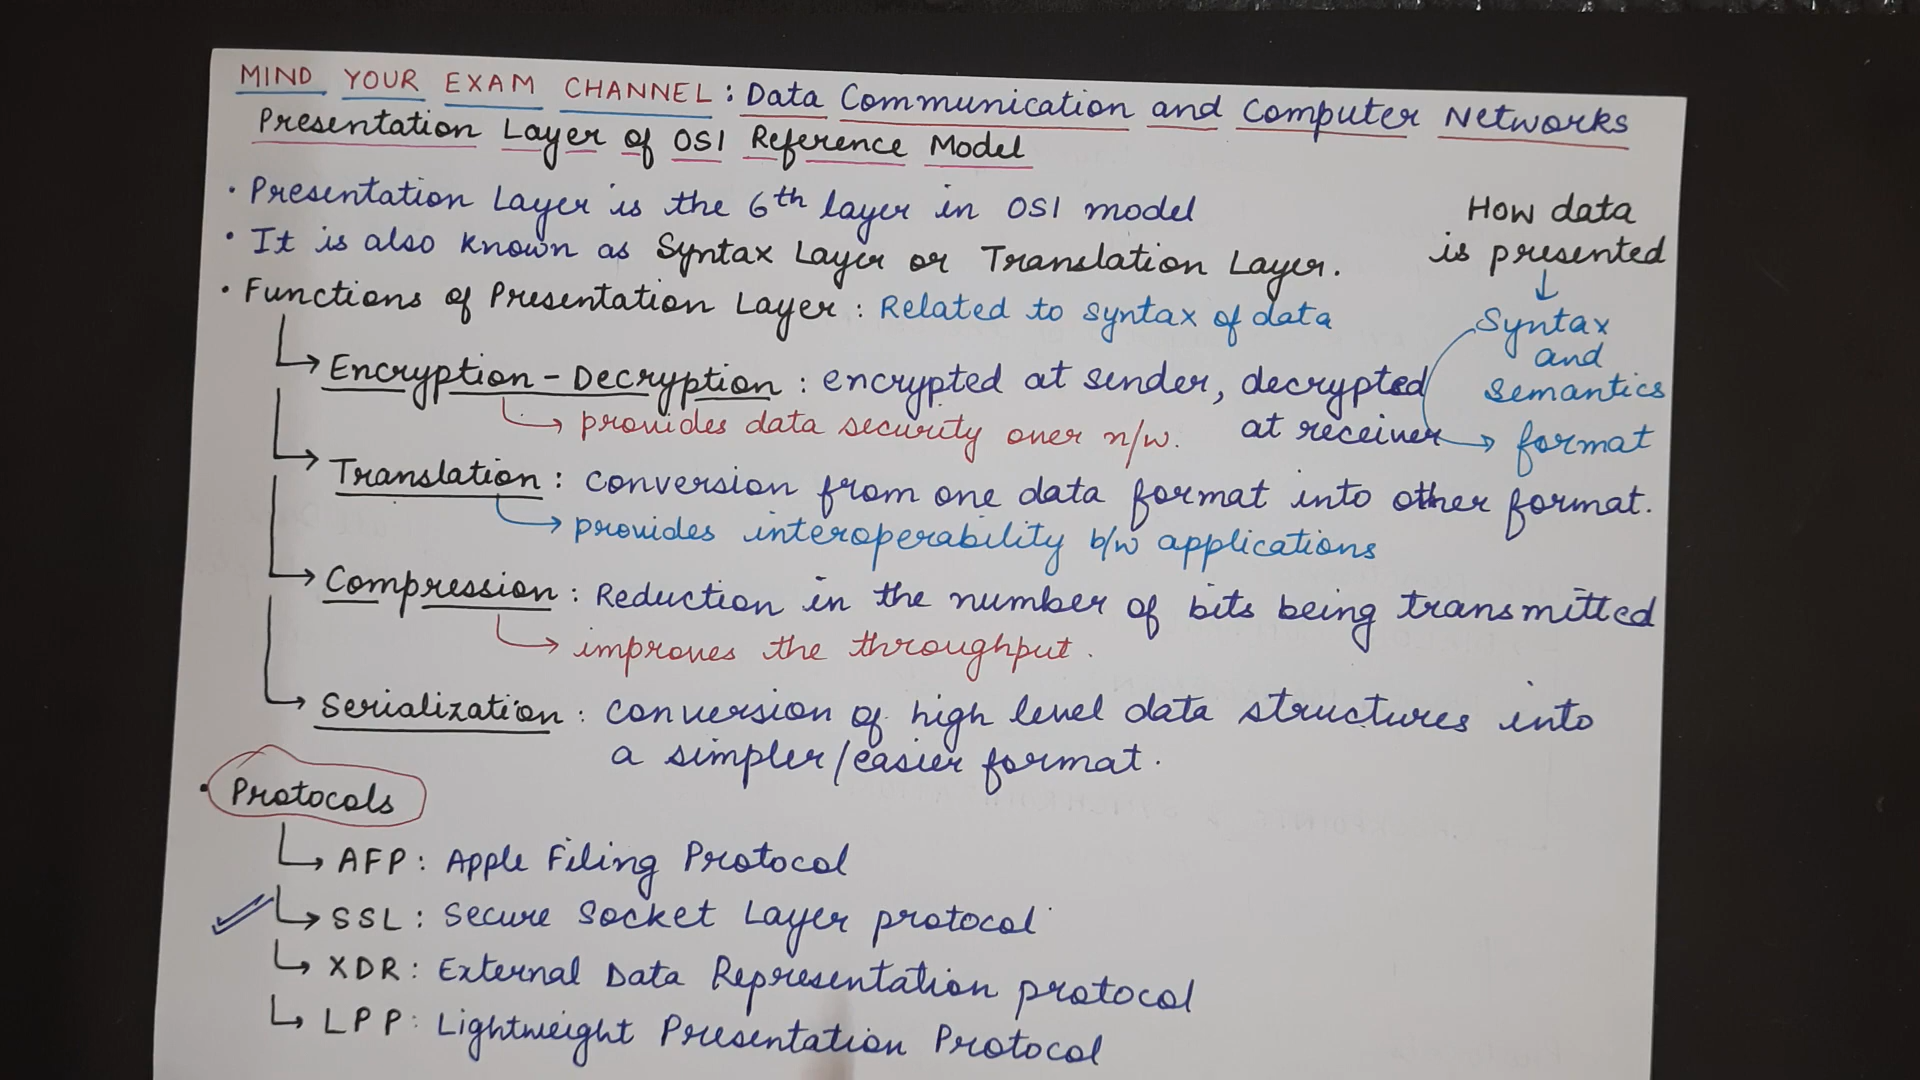 MIND YOUR EXAM CHANNEL: Data Communication and Computer Networks
Presentation Layer of OSI Reference Model
• Presentation Layer is the 6th layer in OSI model
• It is also known as Syntax Layer or Translation Layer.
• Functions of Presentation Layer: Related to syntax of data
How data
is presented
↓
Syntax
and
semantics
→ format
→ Encryption - Decryption: encrypted at sender, decrypted
at receiver
→ provides data security over n/w.
→ Translation: conversion from one data format into other format.
→ provides interoperability b/w applications
→ Compression: Reduction in the number of bits being transmitted
→ improves the throughput.
→ Serialization: conversion of high level data structures into
a simpler/easier format.
• Protocols
→ AFP: Apple Filing Protocol
→ SSL: Secure Socket Layer protocol
→ XDR: External Data Representation protocol
→ LPP: Lightweight Presentation Protocol